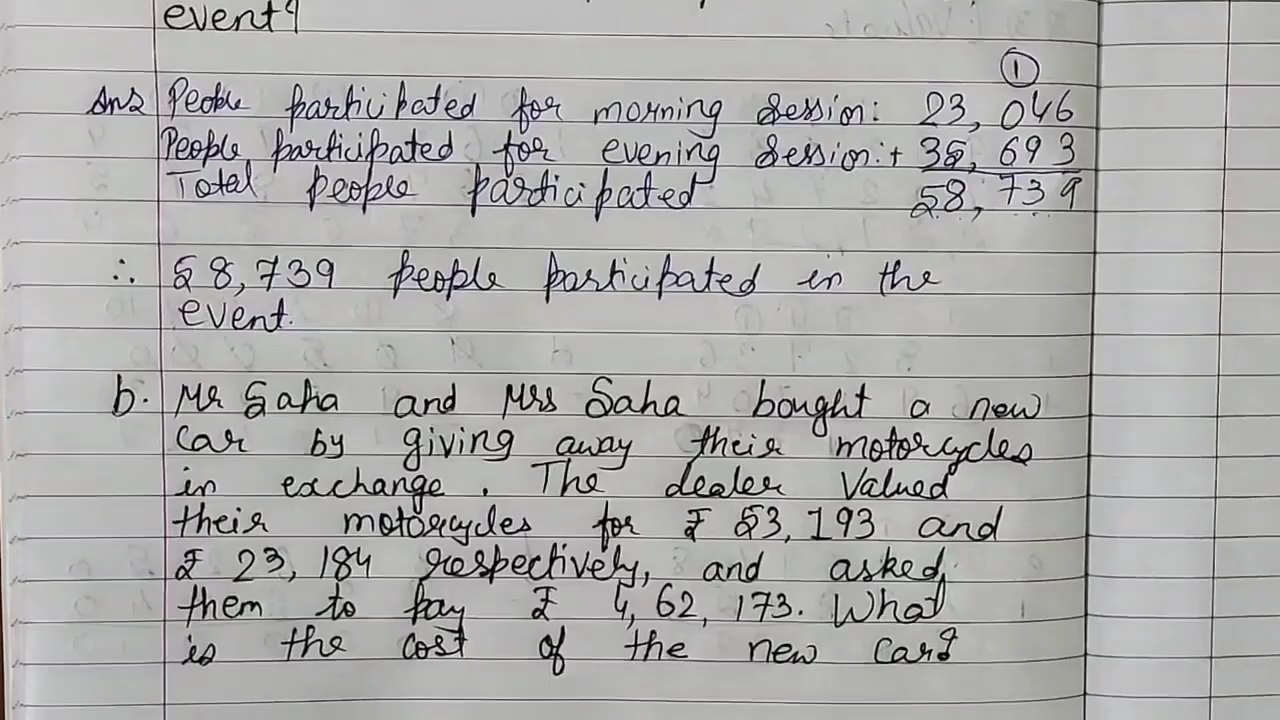 event?
①
Ans People participated for morning session: 23,046
People participated for evening session: + 35,693
Total people participated 58,739
∴ 58,739 people participated in the
event.
b. Mr Saha and Mrs Saha bought a new
car by giving away their motorcycles
in exchange. The dealer valued
their motorcycles for ₹ 53,193 and
₹ 23,184 respectively, and asked
them to pay ₹ 4,62,173. What
is the cost of the new car?